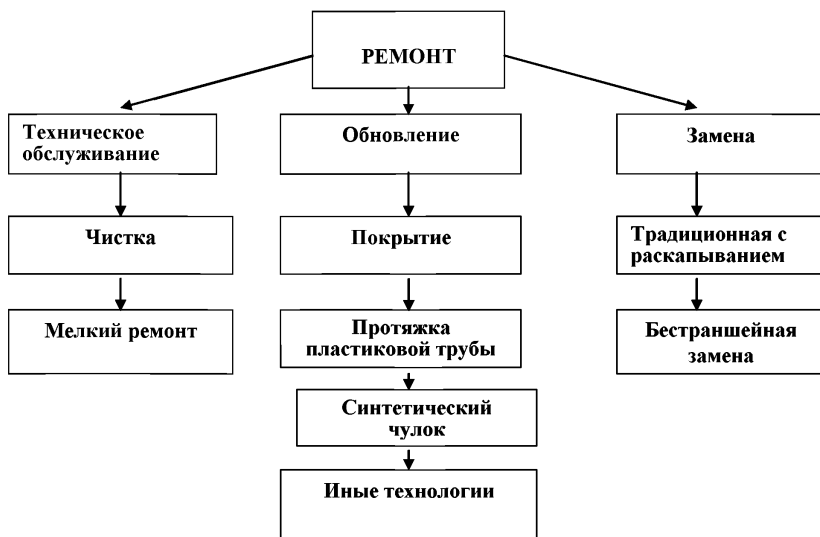 РЕМОНТ
Техническое
обслуживание
Обновление
Замена
Чистка
Покрытие
Традиционная с
раскапыванием
Мелкий ремонт
Протяжка
пластиковой трубы
Бестраншейная
замена
Синтетический
чулок
Иные технологии